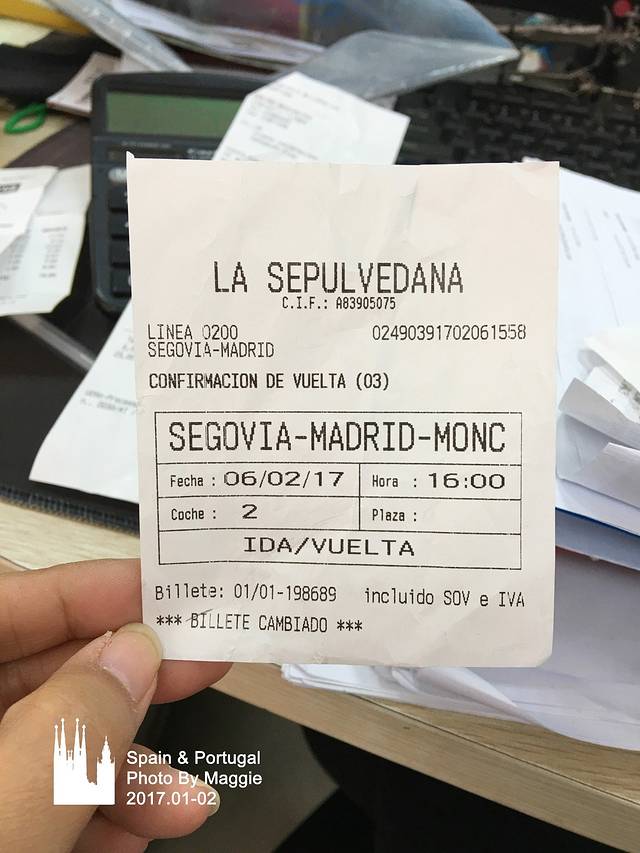 LA SEPULVEDANA
C.I.F.: A83905075
LINEA 0200 02490391702061558
SEGOVIA-MADRID
CONFIRMACION DE VUELTA (03)
SEGOVIA-MADRID-MONC
Fecha : 06/02/17 Hora : 16:00
Coche : 2 Plaza :
IDA/VUELTA
Billete: 01/01-198689 incluido SOV e IVA
*** BILLETE CAMBIADO ***
Spain & Portugal
Photo By Maggie
2017.01-02